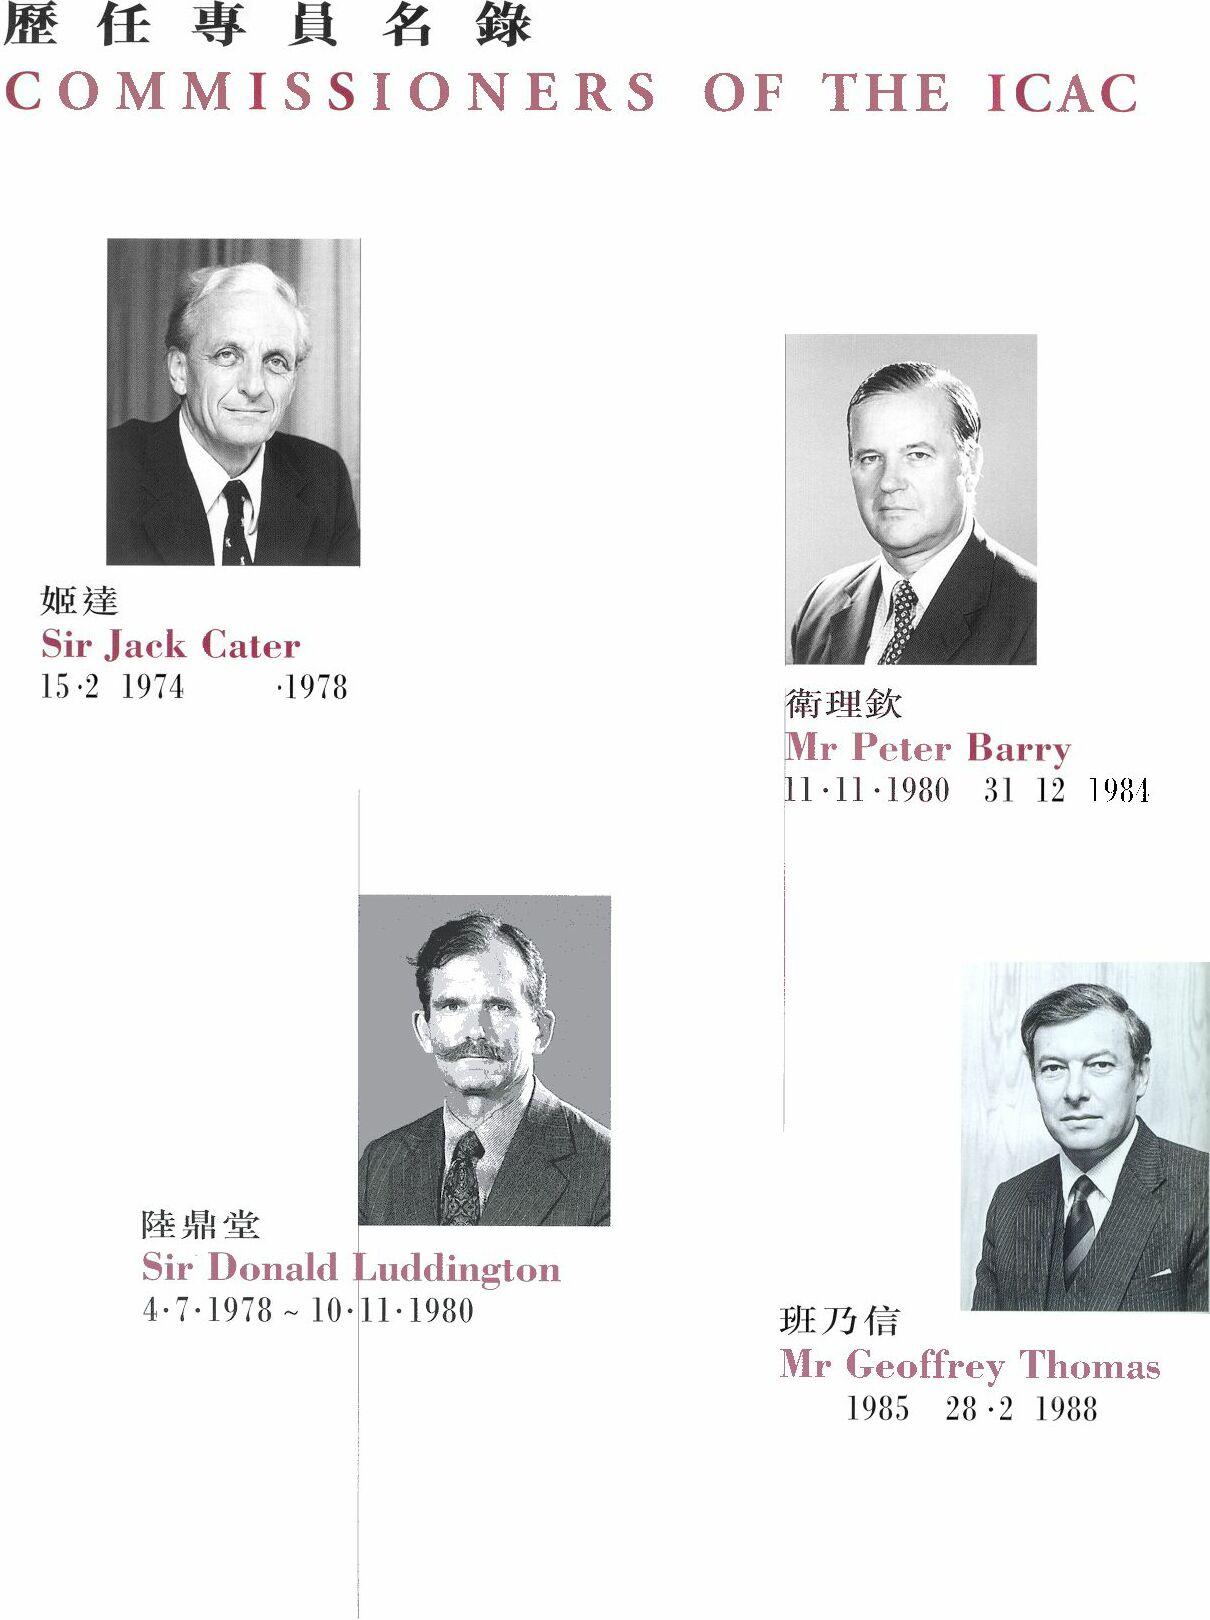 歷任專員名錄
COMMISSIONERS OF THE ICAC
姬達
Sir Jack Cater
15·2 1974 ·1978
衛理欽
Mr Peter Barry
11·11·1980 31 12 1984
陸鼎堂
Sir Donald Luddington
4·7·1978 ~ 10·11·1980
班乃信
Mr Geoffrey Thomas
1985 28·2 1988